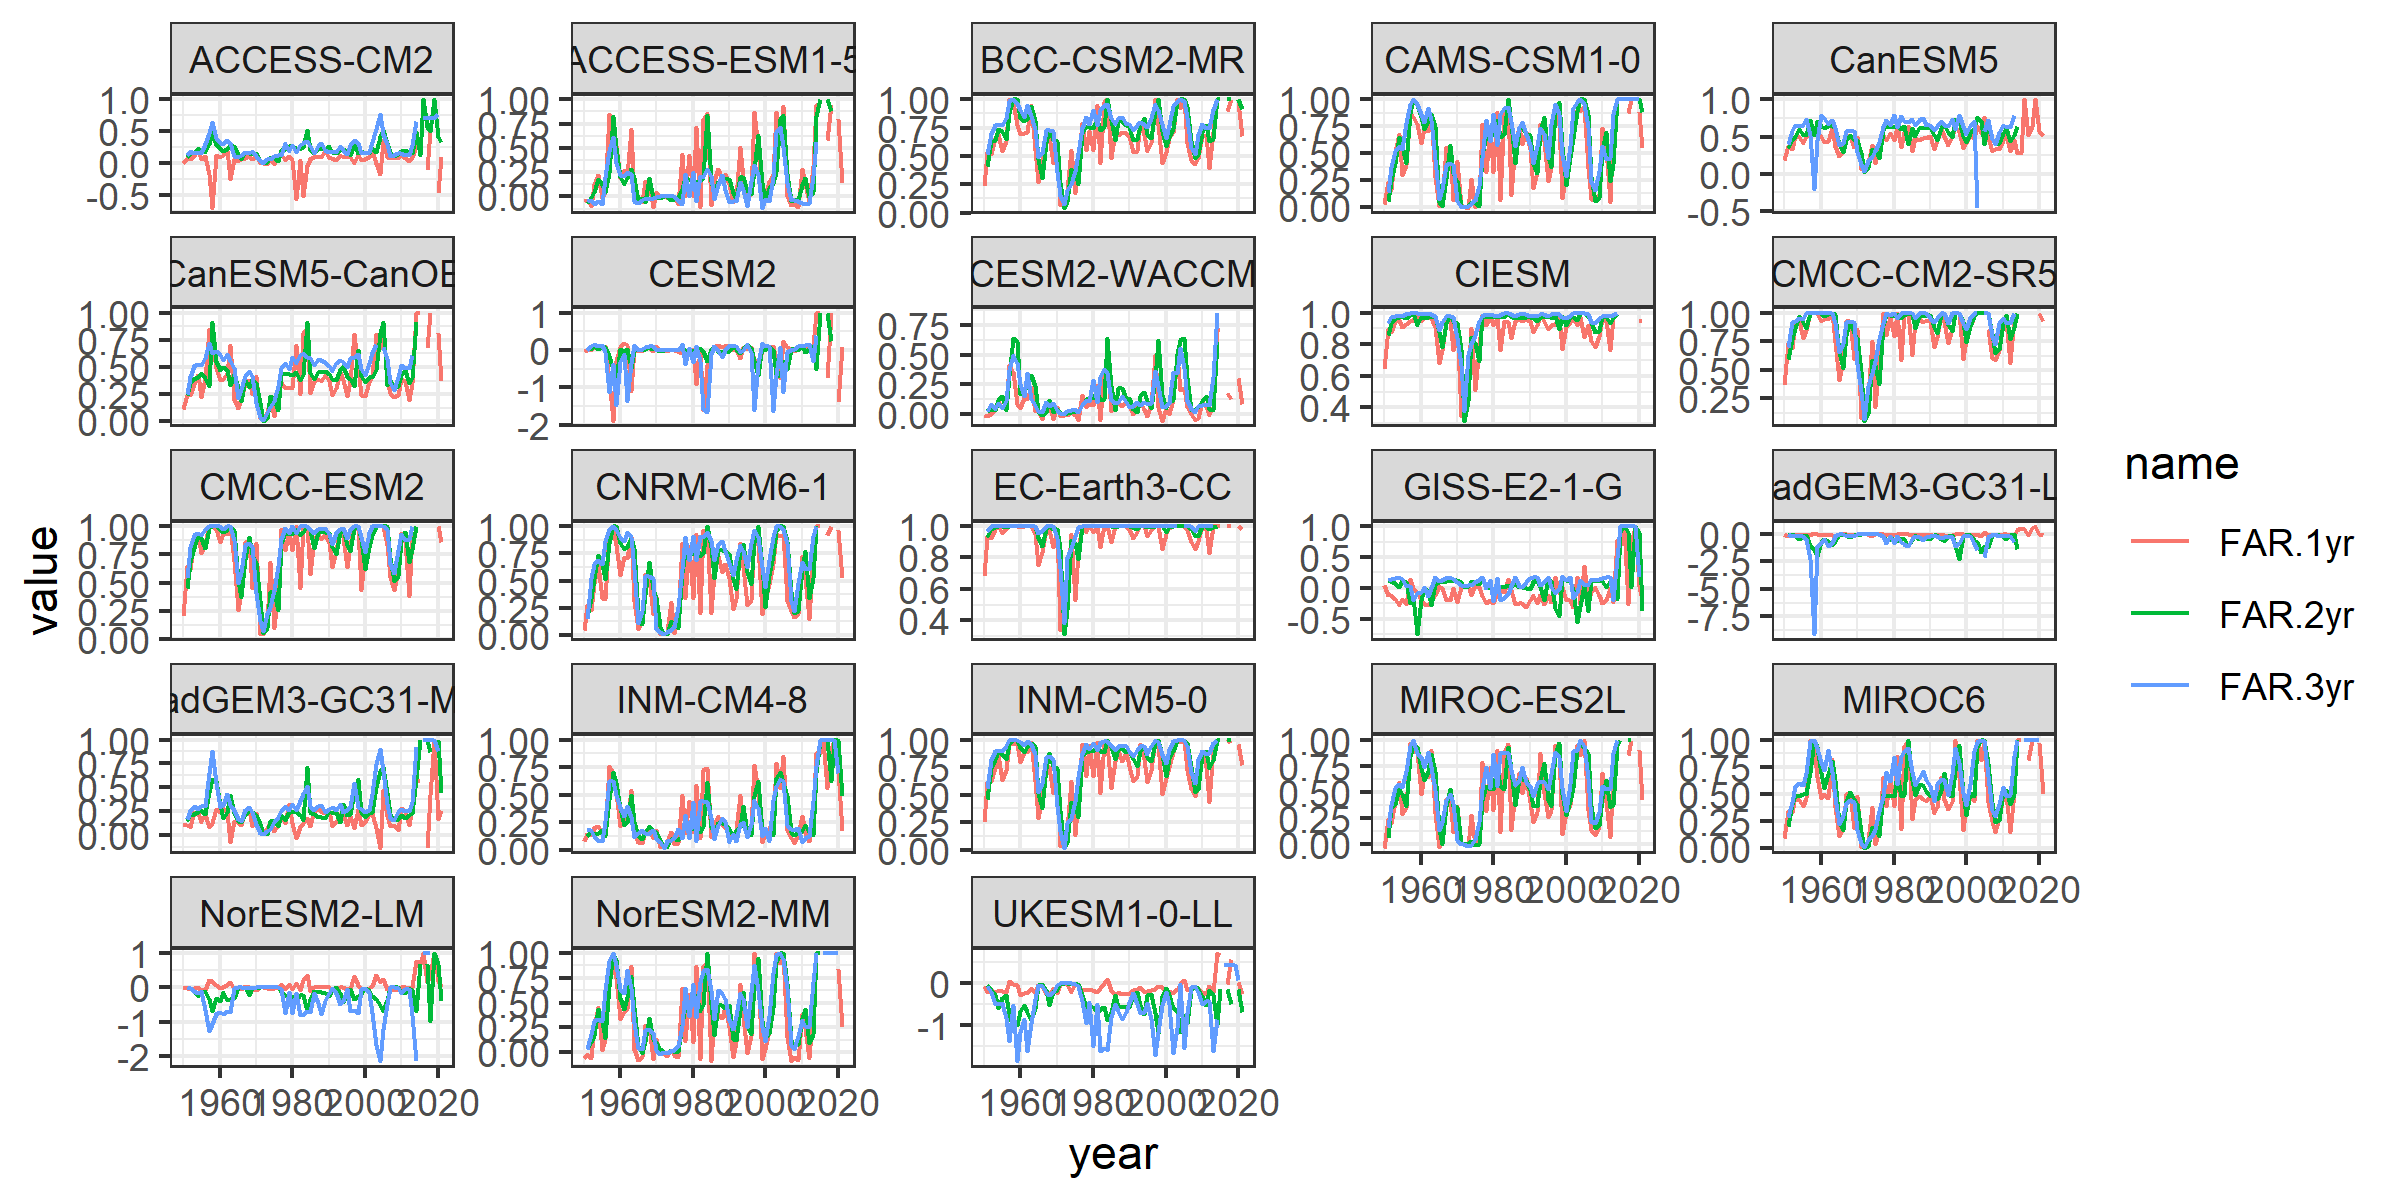 ACCESS-CM2 ACCESS-ESM1-5 BCC-CSM2-MR CAMS-CSM1-0 CanESM5
1.0 0.5 0.0 -0.5
1.00 0.75 0.50 0.25 0.00
1.00 0.75 0.50 0.25 0.00
1.00 0.75 0.50 0.25 0.00
1.0 0.5 0.0 -0.5
CanESM5-CanOE CESM2 CESM2-WACCM CIESM CMCC-CM2-SR5
1.00 0.75 0.50 0.25 0.00
1 0 -1 -2
0.75 0.50 0.25 0.00
1.0 0.8 0.6 0.4
1.00 0.75 0.50 0.25
CMCC-ESM2 CNRM-CM6-1 EC-Earth3-CC GISS-E2-1-G adGEM3-GC31-L
1.00 0.75 0.50 0.25 0.00
1.00 0.75 0.50 0.25 0.00
1.0 0.8 0.6 0.4
1.0 0.5 0.0 -0.5
0.0 -2.5 -5.0 -7.5
adGEM3-GC31-M INM-CM4-8 INM-CM5-0 MIROC-ES2L MIROC6
1.00 0.75 0.50 0.25 0.00
1.00 0.75 0.50 0.25 0.00
1.00 0.75 0.50 0.25 0.00
1.00 0.75 0.50 0.25 0.00
1.00 0.75 0.50 0.25 0.00
1960 1980 2000 2020
1960 1980 2000 2020
NorESM2-LM NorESM2-MM UKESM1-0-LL
1 0 -1 -2
1.00 0.75 0.50 0.25 0.00
0 -1
1960 1980 2000 2020
1960 1980 2000 2020
1960 1980 2000 2020
year
value
name
FAR.1yr
FAR.2yr
FAR.3yr